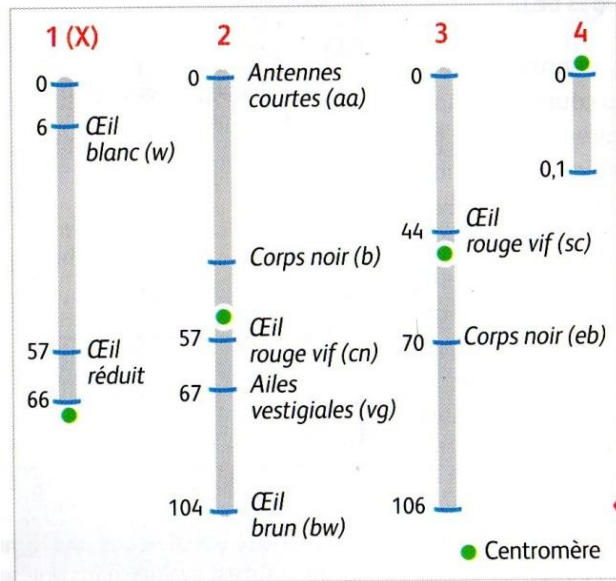 1 (X)
0
6 Œil
blanc (w)
57 Œil
réduit
66
2
0 Antennes
courtes (aa)
Corps noir (b)
57 Œil
rouge vif (cn)
67 Ailes
vestigiales (vg)
104 Œil
brun (bw)
3
0
44 Œil
rouge vif (sc)
70 Corps noir (eb)
106
4
0
0,1
Centromère